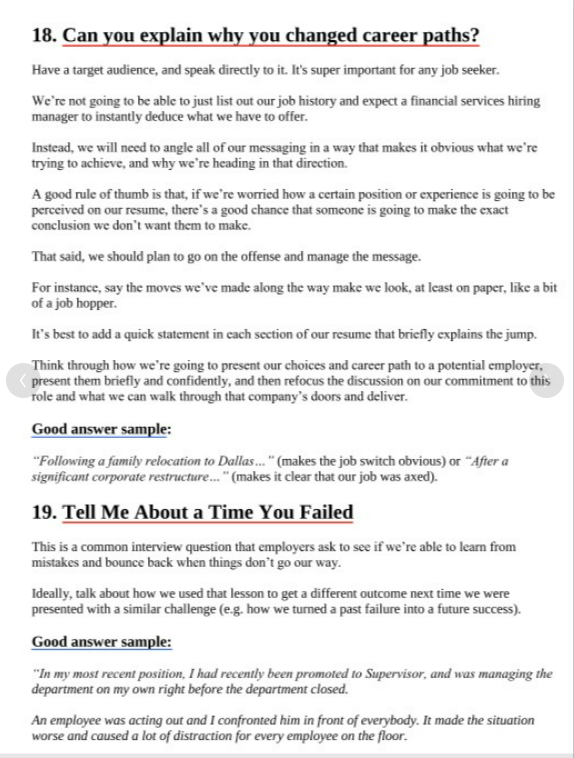 18. Can you explain why you changed career paths?
Have a target audience, and speak directly to it. It's super important for any job seeker.
We're not going to be able to just list out our job history and expect a financial services hiring
manager to instantly deduce what we have to offer.
Instead, we will need to angle all of our messaging in a way that makes it obvious what we're
trying to achieve, and why we're heading in that direction.
A good rule of thumb is that, if we're worried how a certain position or experience is going to be
perceived on our resume, there's a good chance that someone is going to make the exact
conclusion we don't want them to make.
That said, we should plan to go on the offense and manage the message.
For instance, say the moves we've made along the way make we look, at least on paper, like a bit
of a job hopper.
It's best to add a quick statement in each section of our resume that briefly explains the jump.
Think through how we're going to present our choices and career path to a potential employer,
present them briefly and confidently, and then refocus the discussion on our commitment to this
role and what we can walk through that company's doors and deliver.
Good answer sample:
"Following a family relocation to Dallas..." (makes the job switch obvious) or "After a
significant corporate restructure..." (makes it clear that our job was axed).
19. Tell Me About a Time You Failed
This is a common interview question that employers ask to see if we're able to learn from
mistakes and bounce back when things don't go our way.
Ideally, talk about how we used that lesson to get a different outcome next time we were
presented with a similar challenge (e.g. how we turned a past failure into a future success).
Good answer sample:
"In my most recent position, I had recently been promoted to Supervisor, and was managing the
department on my own right before the department closed.
An employee was acting out and I confronted him in front of everybody. It made the situation
worse and caused a lot of distraction for every employee on the floor.